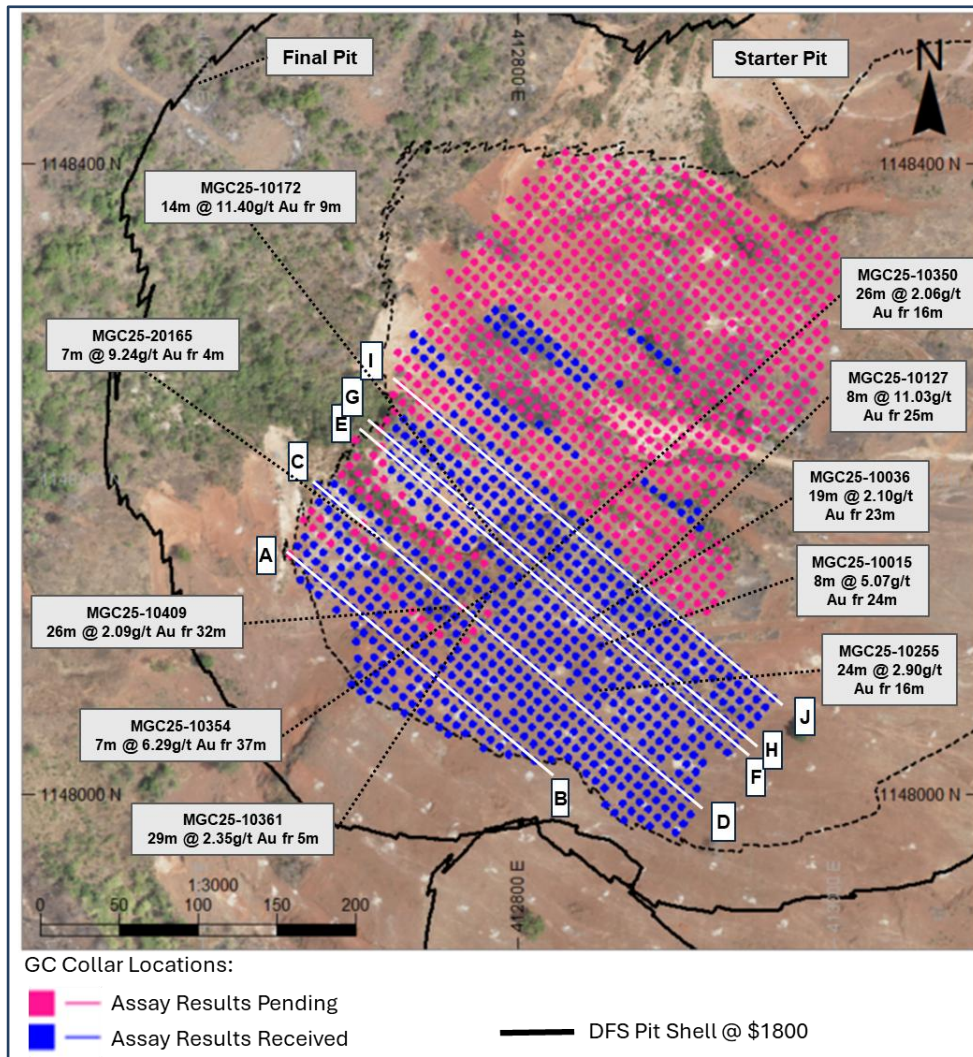 Final Pit
412800 E
Starter Pit
N
1148400 N
1148400 N
MGC25-10172
14m @ 11.40g/t Au fr 9m
MGC25-10350
26m @ 2.06g/t
Au fr 16m
MGC25-20165
7m @ 9.24g/t Au fr 4m
I
G
E
C
A
MGC25-10127
8m @ 11.03g/t
Au fr 25m
MGC25-10036
19m @ 2.10g/t
Au fr 23m
MGC25-10015
8m @ 5.07g/t
Au fr 24m
MGC25-10409
26m @ 2.09g/t Au fr 32m
MGC25-10255
24m @ 2.90g/t
Au fr 16m
MGC25-10354
7m @ 6.29g/t Au fr 37m
J
H
F
B
D
1148000 N
1148000 N
MGC25-10361
29m @ 2.35g/t Au fr 5m
1:3000
0 50 100 150 200
412800 E
GC Collar Locations:
Assay Results Pending
Assay Results Received
DFS Pit Shell @ $1800